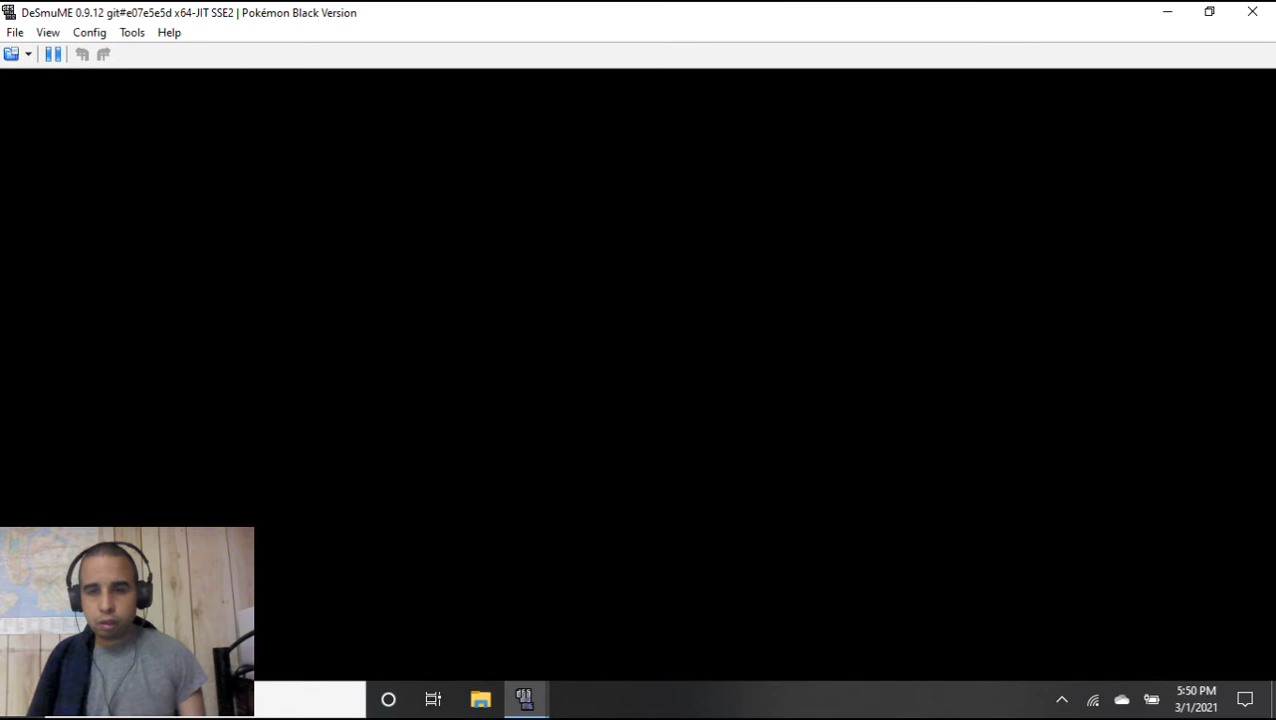 DeSmuME 0.9.12 git#e07e5e5d x64-JIT SSE2 | Pokémon Black Version
File View Config Tools Help
5:50 PM
3/1/2021